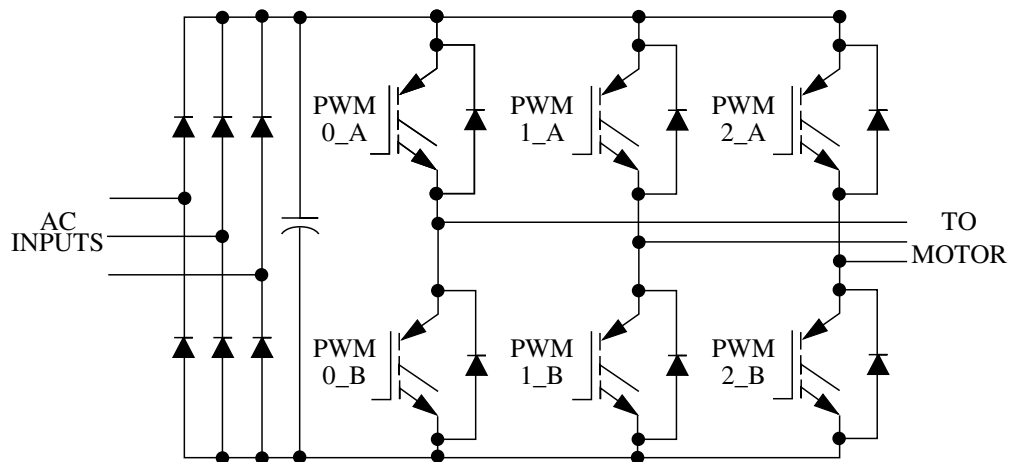 PWM
0_A
PWM
1_A
PWM
2_A
AC
INPUTS
TO
MOTOR
PWM
0_B
PWM
1_B
PWM
2_B